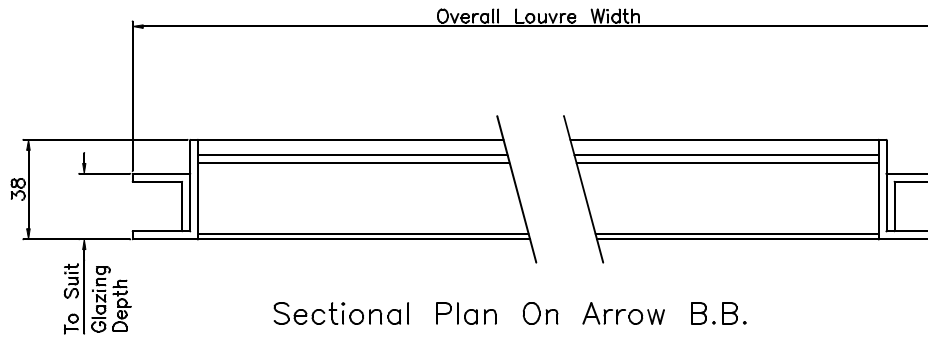 Overall Louvre Width
38
To Suit
Glazing
Depth
Sectional Plan On Arrow B.B.